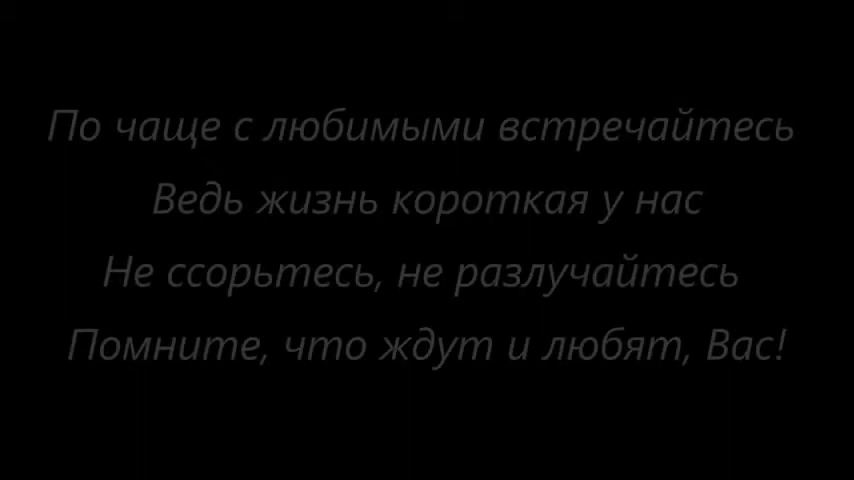 По чаще с любимыми встречайтесь
Ведь жизнь короткая у нас
Не ссорьтесь, не разлучайтесь
Помните, что ждут и любят, Вас!